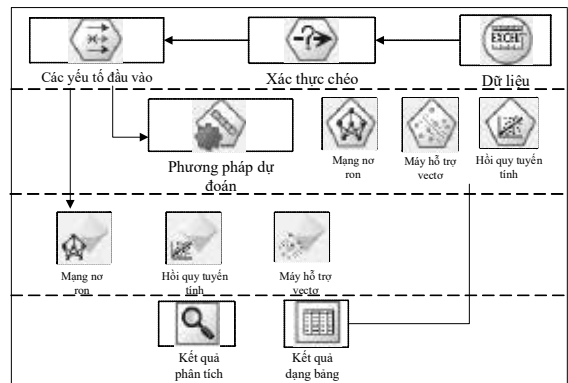 EXCEL
Các yếu tố đầu vào
Xác thực chéo
Dữ liệu
Phương pháp dự
đoán
Mạng nơ
ron
Máy hỗ trợ
vectơ
Hồi quy tuyến
tính
Mạng nơ
ron
Hồi quy tuyến
tính
Máy hỗ trợ
vectơ
Kết quả
phân tích
Kết quả
dạng bảng